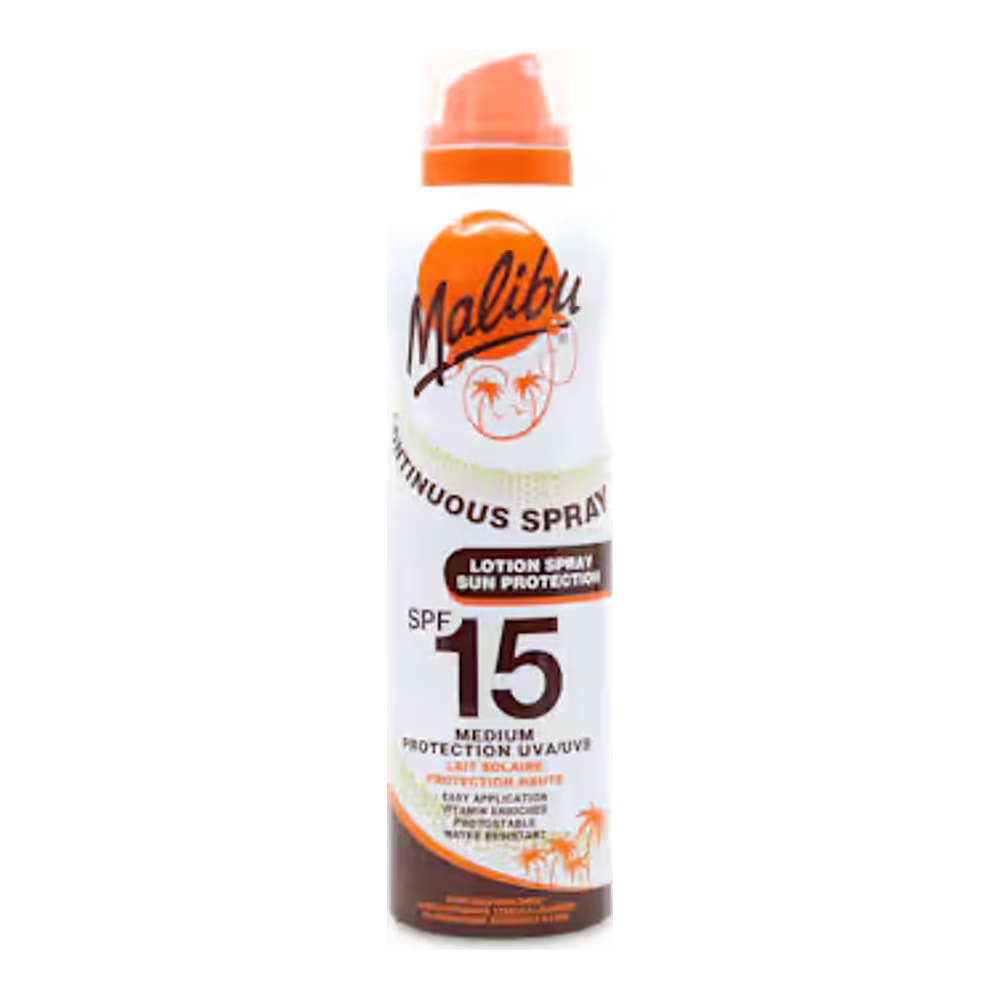 Malibu
®
CONTINUOUS SPRAY
LOTION SPRAY
SUN PROTECTION
SPF 15
MEDIUM
PROTECTION UVA/UVB
LAIT SOLAIRE
PROTECTION HAUTE
EASY APPLICATION
VITAMIN ENRICHED
PHOTOSTABLE
WATER RESISTANT